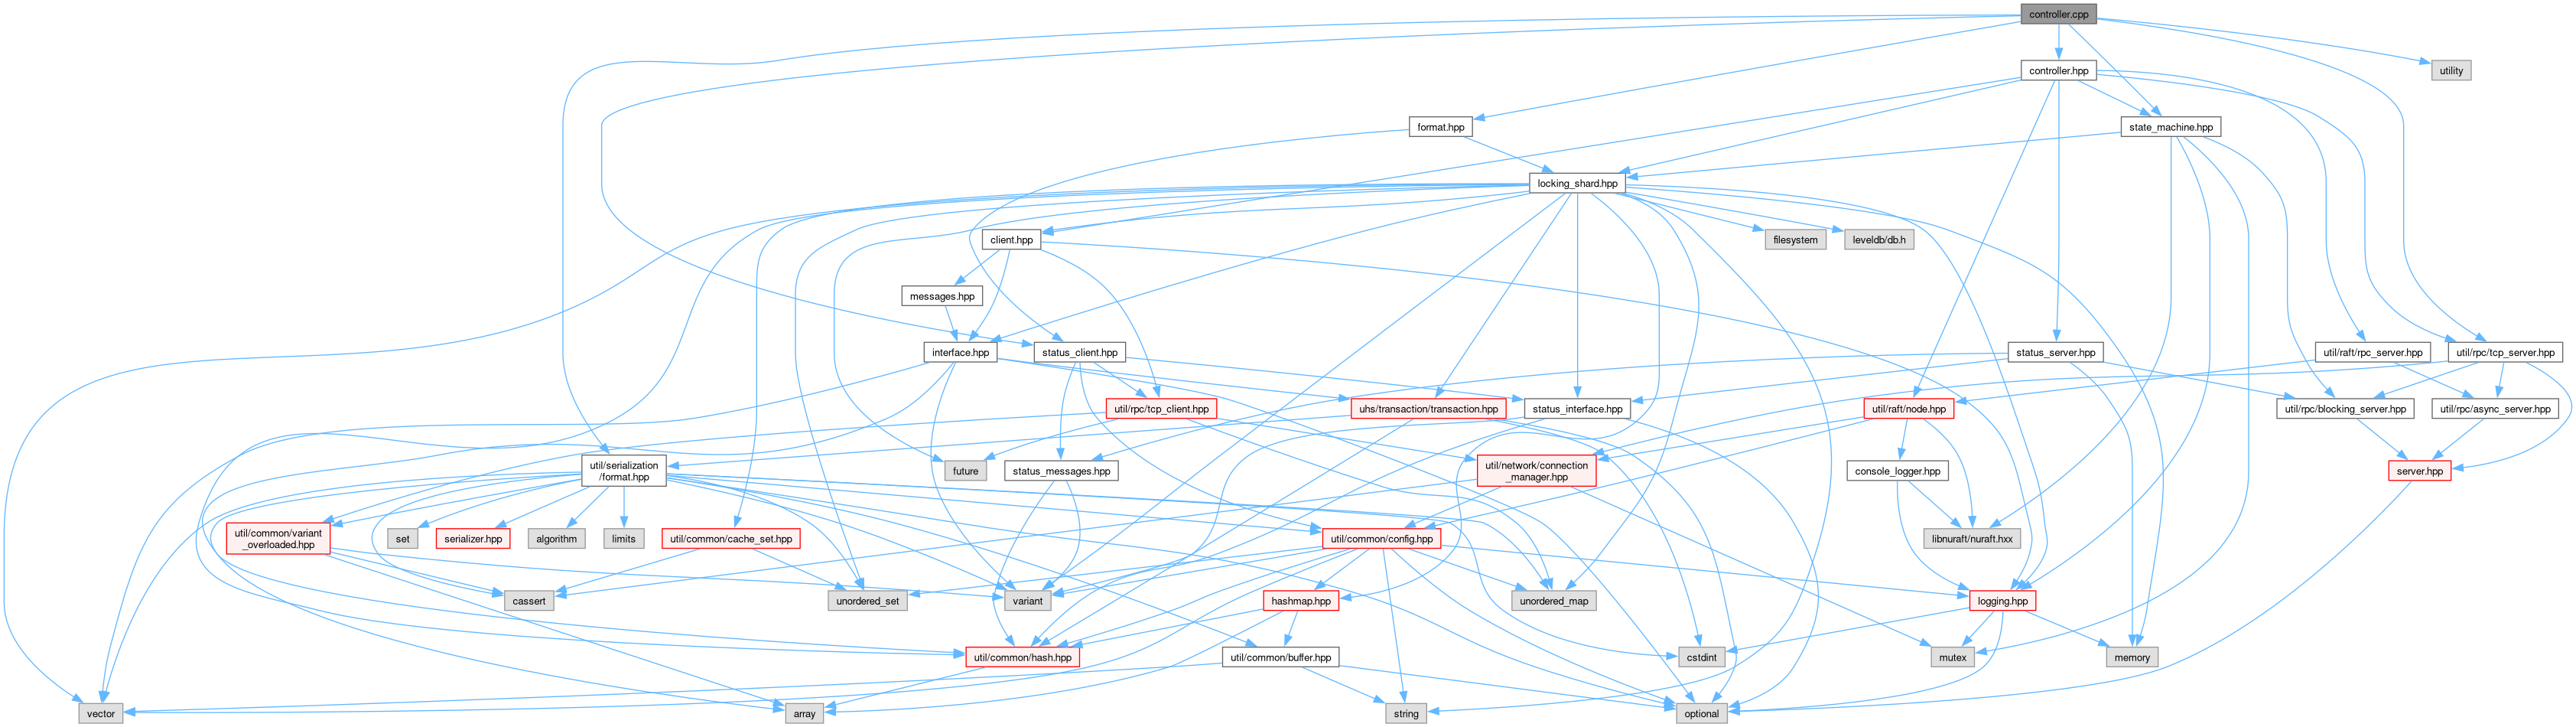 controller.cpp
controller.hpp
utility
format.hpp
state_machine.hpp
locking_shard.hpp
client.hpp
filesystem
leveldb/db.h
messages.hpp
interface.hpp
status_client.hpp
status_server.hpp
util/raft/rpc_server.hpp
util/rpc/tcp_server.hpp
util/rpc/tcp_client.hpp
uhs/transaction/transaction.hpp
status_interface.hpp
util/raft/node.hpp
util/rpc/blocking_server.hpp
util/rpc/async_server.hpp
util/serialization
/format.hpp
future
status_messages.hpp
util/network/connection
_manager.hpp
console_logger.hpp
server.hpp
util/common/variant
_overloaded.hpp
set
serializer.hpp
algorithm
limits
util/common/cache_set.hpp
util/common/config.hpp
libnuraft/nuraft.hxx
cassert
unordered_set
variant
hashmap.hpp
unordered_map
logging.hpp
util/common/hash.hpp
util/common/buffer.hpp
cstdint
mutex
memory
vector
array
string
optional